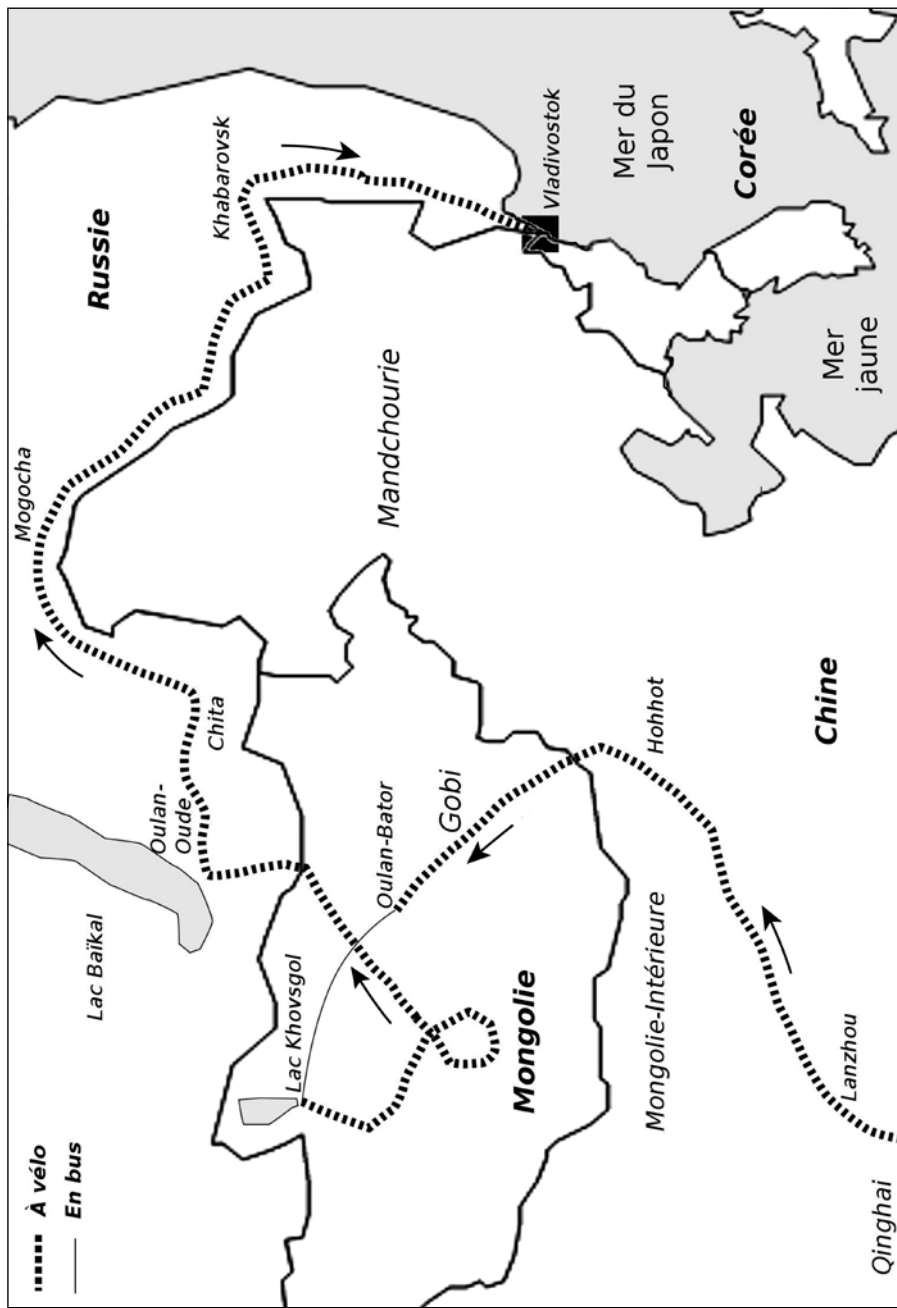 À vélo
En bus
Lac Baïkal
Oulan-
Oude
Chita
Mogocha
Russie
Khabarovsk
Lac Khovsgol
Oulan-Bator
Gobi
Mandchourie
Vladivostok
Mer du
Japon
Corée
Mer
jaune
Mongolie
Mongolie-Intérieure
Hohhot
Chine
Lanzhou
Qinghai